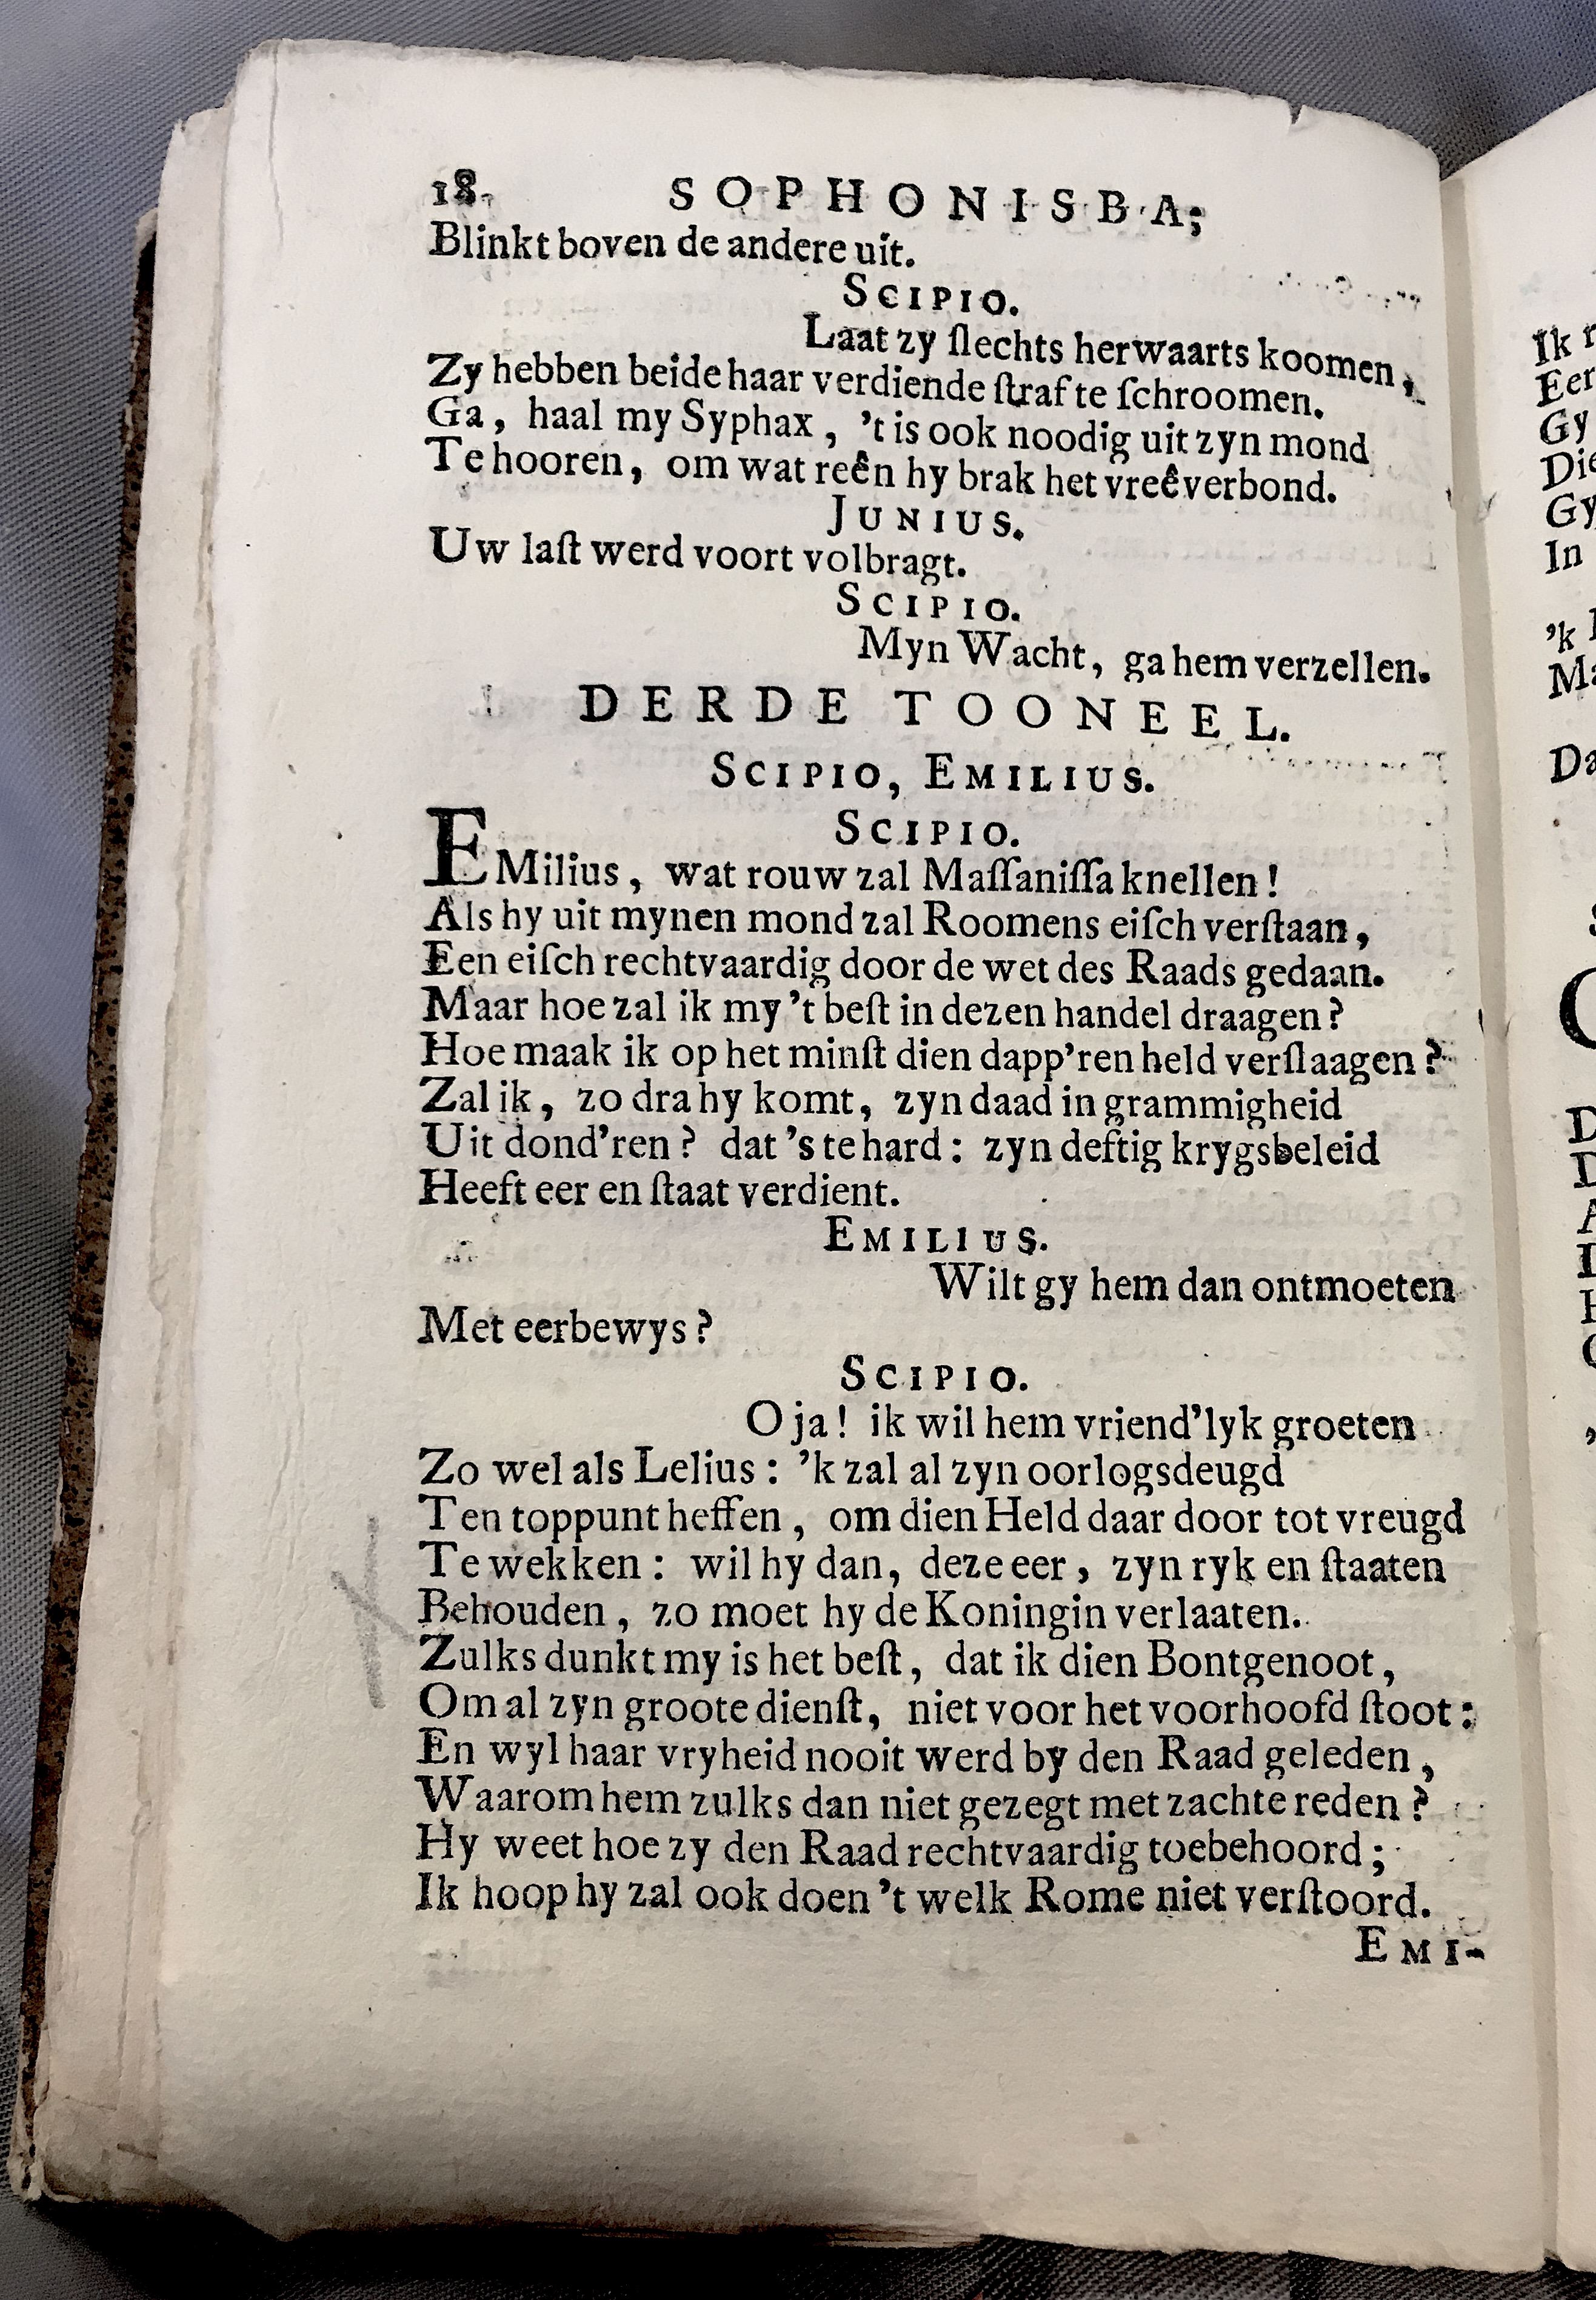 18. SOPHONISBA;
Blinkt boven de andere uit.
SCIPIO.
Laat zy ſlechts herwaarts koomen,
Zy hebben beide haar verdiende ſtraf te ſchroomen.
Ga, haal my Syphax, 't is ook noodig uit zyn mond
Te hooren, om wat reên hy brak het vreêverbond.
JUNIUS.
Uw laſt werd voort volbragt.
SCIPIO.
Myn Wacht, ga hem verzellen.
DERDE TOONEEL.
SCIPIO, EMILIUS.
SCIPIO.
EMilius, wat rouw zal Maſſaniſſa knellen!
Als hy uit mynen mond zal Roomens eiſch verſtaan,
Een eiſch rechtvaardig door de wet des Raads gedaan.
Maar hoe zal ik my 't beſt in dezen handel draagen?
Hoe maak ik op het minſt dien dapp'ren held verſlaagen?
Zal ik, zo dra hy komt, zyn daad in grammigheid
Uit dond'ren? dat 's te hard: zyn deftig krygsbeleid
Heeft eer en ſtaat verdient.
EMILIUS.
Wilt gy hem dan ontmoeten
Met eerbewys?
SCIPIO.
O ja! ik wil hem vriend'lyk groeten
Zo wel als Lelius: 'k zal al zyn oorlogsdeugd
Ten toppunt heffen, om dien Held daar door tot vreugd
Te wekken: wil hy dan, deze eer, zyn ryk en ſtaaten
Behouden, zo moet hy de Koningin verlaaten.
Zulks dunkt my is het beſt, dat ik dien Bontgenoot,
Om al zyn groote dienſt, niet voor het voorhoofd ſtoot:
En wyl haar vryheid nooit werd by den Raad geleden,
Waarom hem zulks dan niet gezegt met zachte reden?
Hy weet hoe zy den Raad rechtvaardig toebehoord;
Ik hoop hy zal ook doen 't welk Rome niet verſtoord.
EMI-
Ik
Eer
Gy
Die
Gy
In
'k
Ma
Da